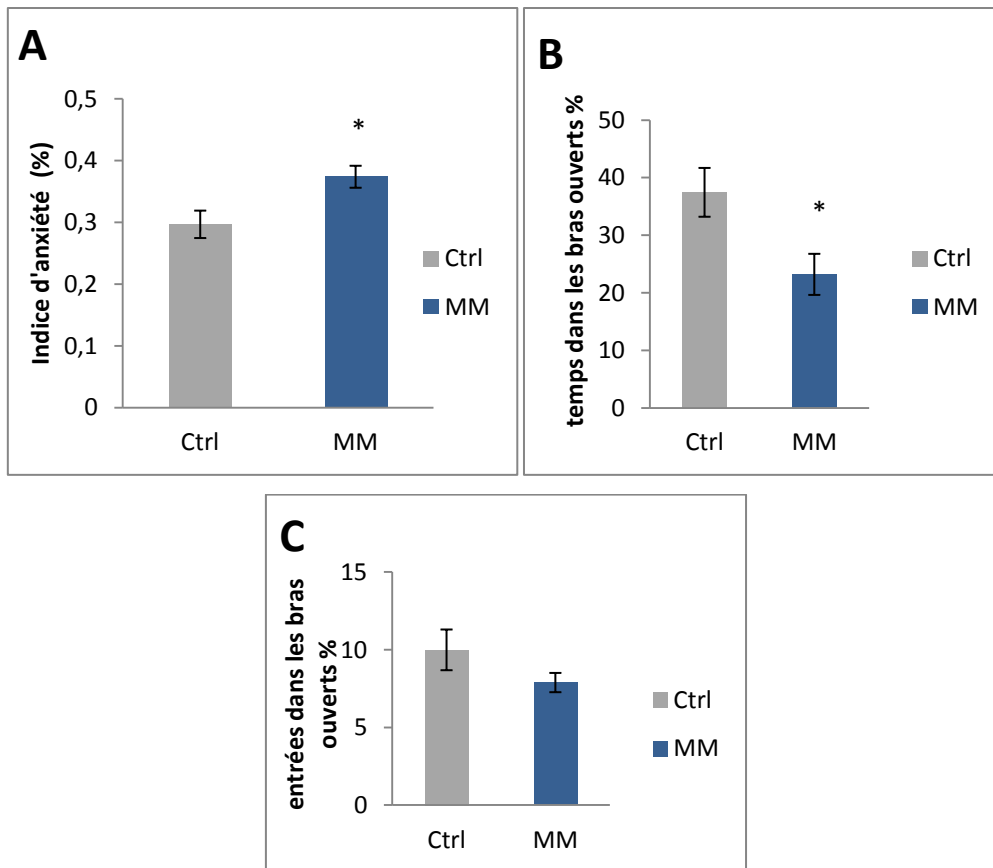 A
Indice d'anxiété (%)
0,5
0,4
0,3
0,2
0,1
0
*
Ctrl
MM
Ctrl
MM
B
temps dans les bras ouverts %
50
40
30
20
10
0
*
Ctrl
MM
Ctrl
MM
C
entrées dans les bras
ouverts %
15
10
5
0
Ctrl
MM
Ctrl
MM